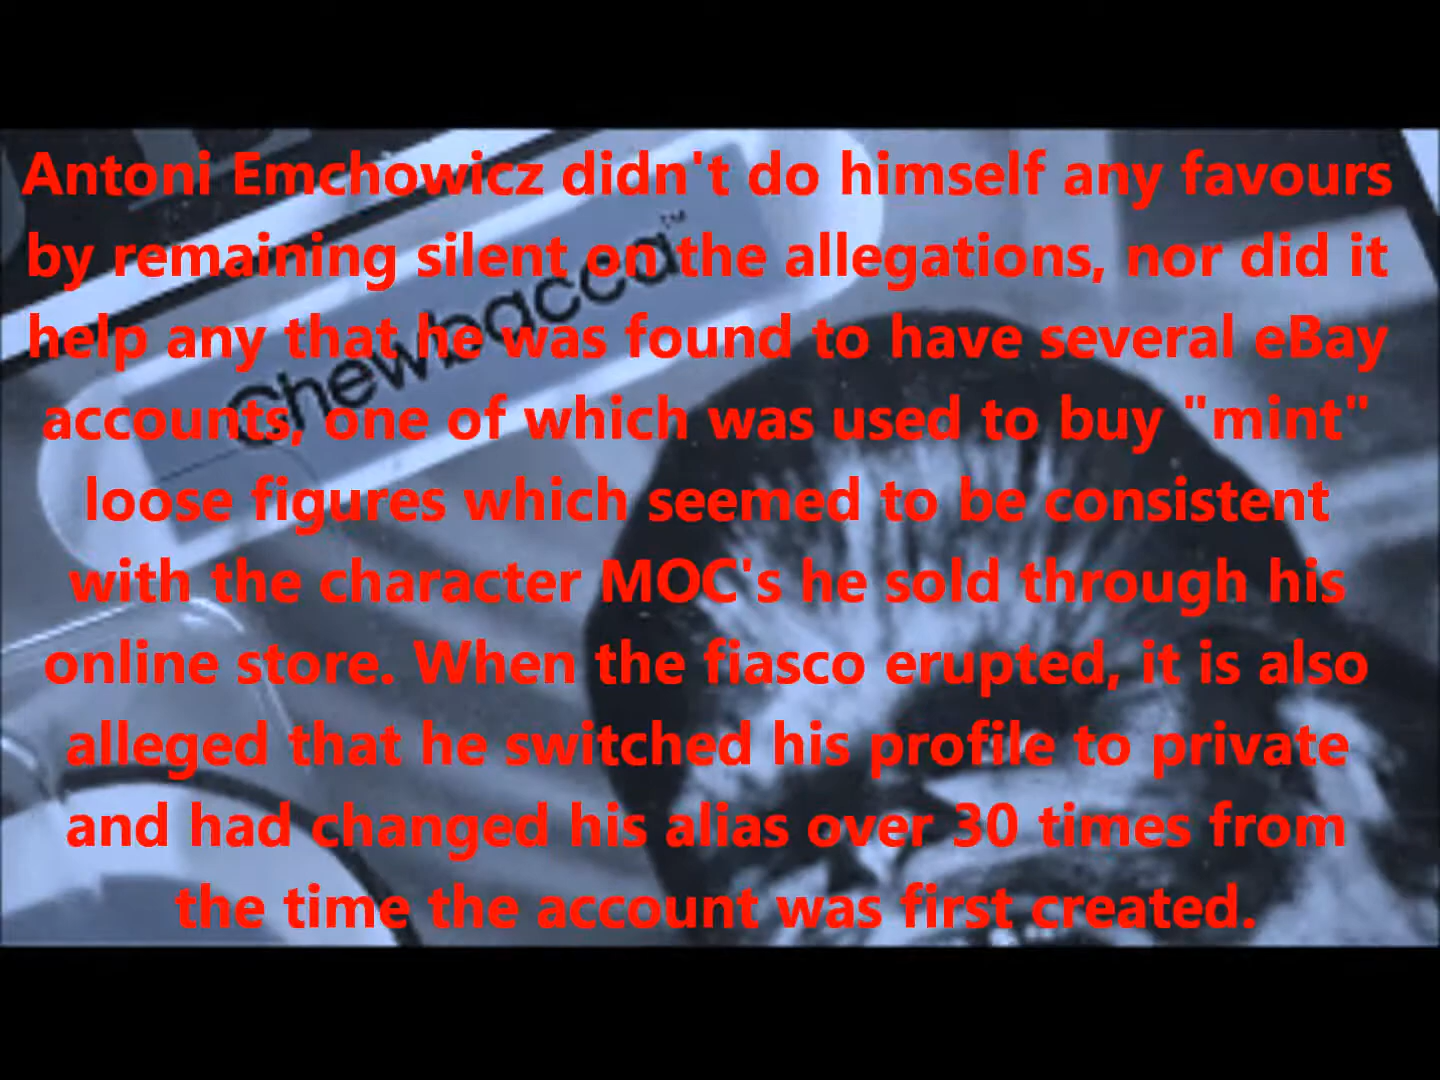 Antoni Emchowicz didn't do himself any favours
by remaining silent on the allegations, nor did it
help any that he was found to have several eBay
accounts, one of which was used to buy "mint"
loose figures which seemed to be consistent
with the character MOC's he sold through his
online store. When the fiasco erupted, it is also
alleged that he switched his profile to private
and had changed his alias over 30 times from
the time the account was first created.
Chewbacca™